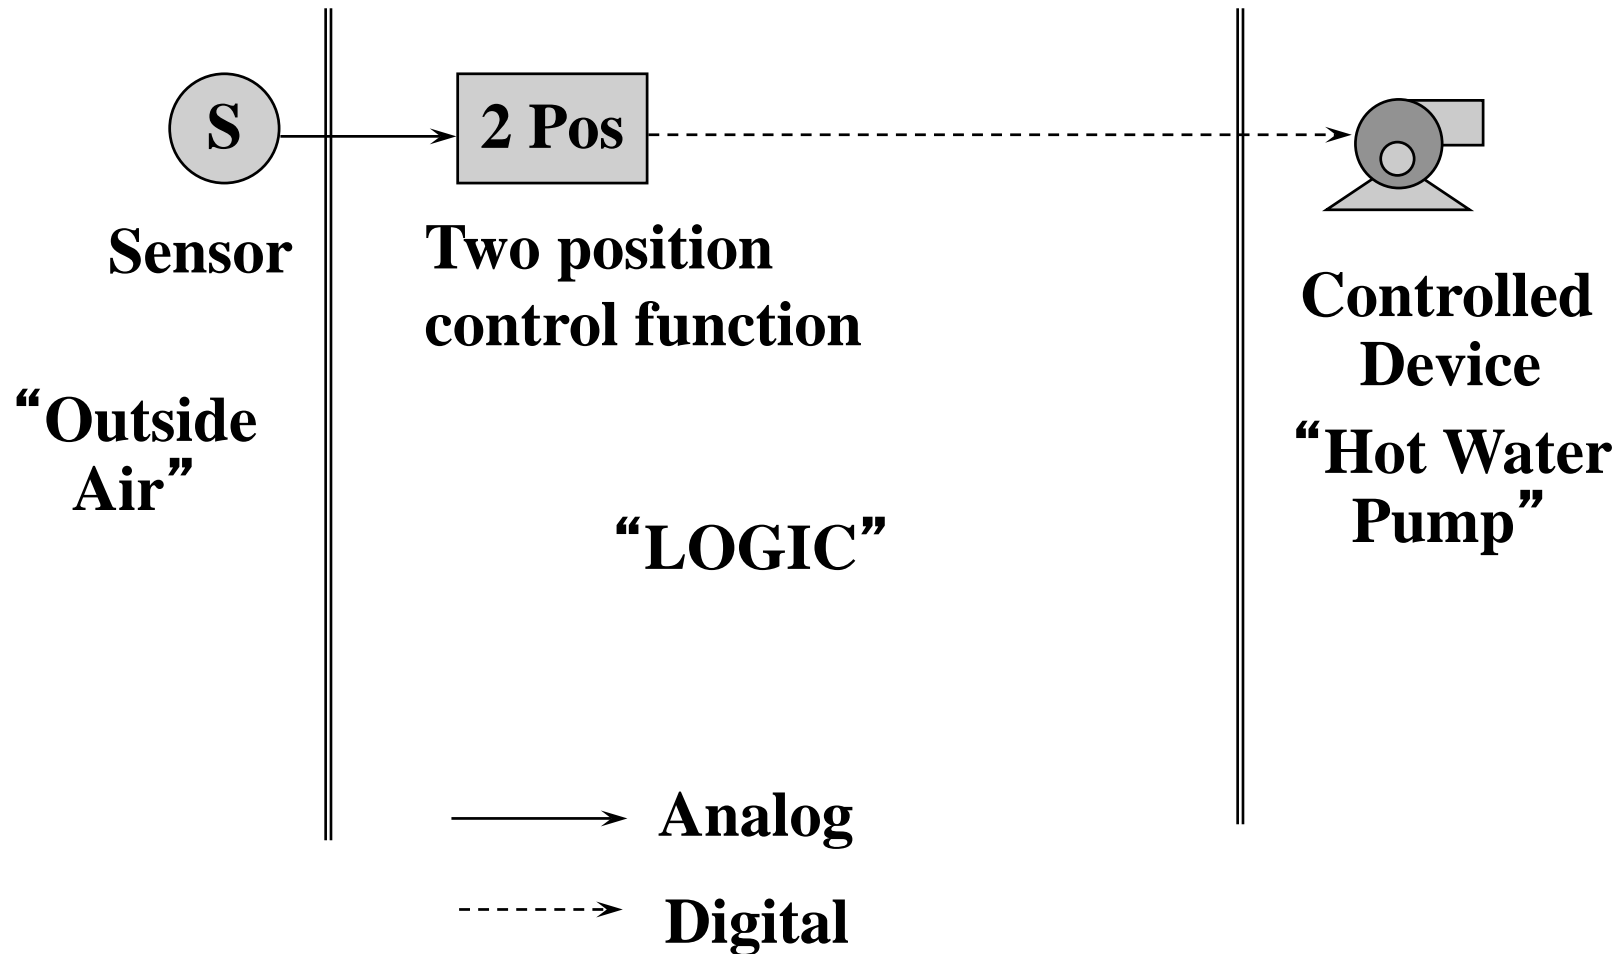 S
2 Pos
Sensor
Two position
control function
Controlled
Device
“Outside
Air”
“Hot Water
Pump”
“LOGIC”
Analog
Digital